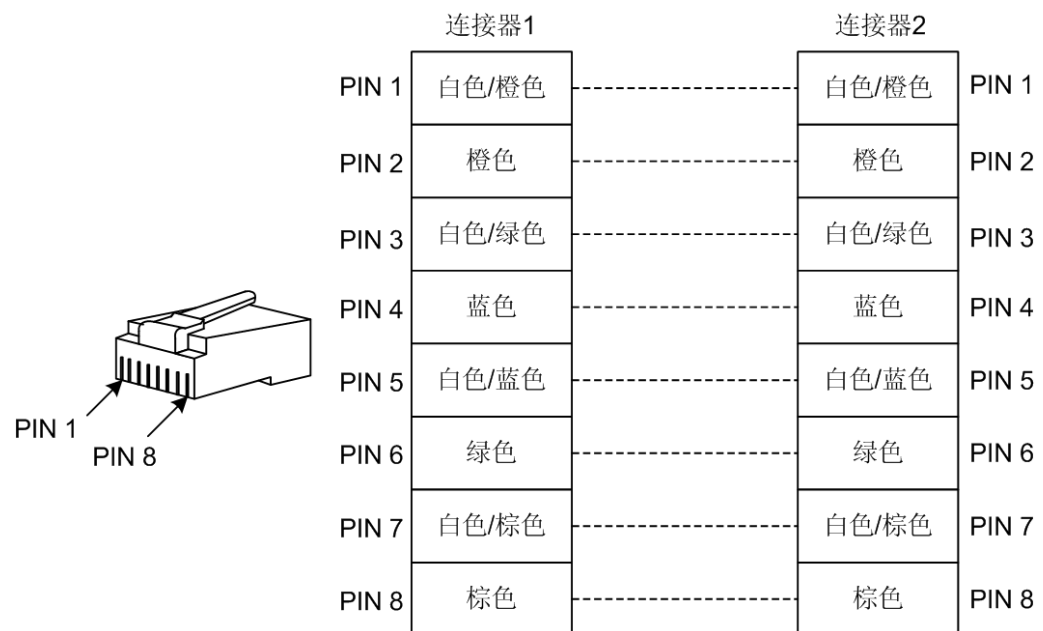 连接器1 连接器2
PIN 1 白色/橙色 白色/橙色 PIN 1
PIN 2 橙色 橙色 PIN 2
PIN 3 白色/绿色 白色/绿色 PIN 3
PIN 4 蓝色 蓝色 PIN 4
PIN 5 白色/蓝色 白色/蓝色 PIN 5
PIN 6 绿色 绿色 PIN 6
PIN 7 白色/棕色 白色/棕色 PIN 7
PIN 8 棕色 棕色 PIN 8
PIN 1
PIN 8